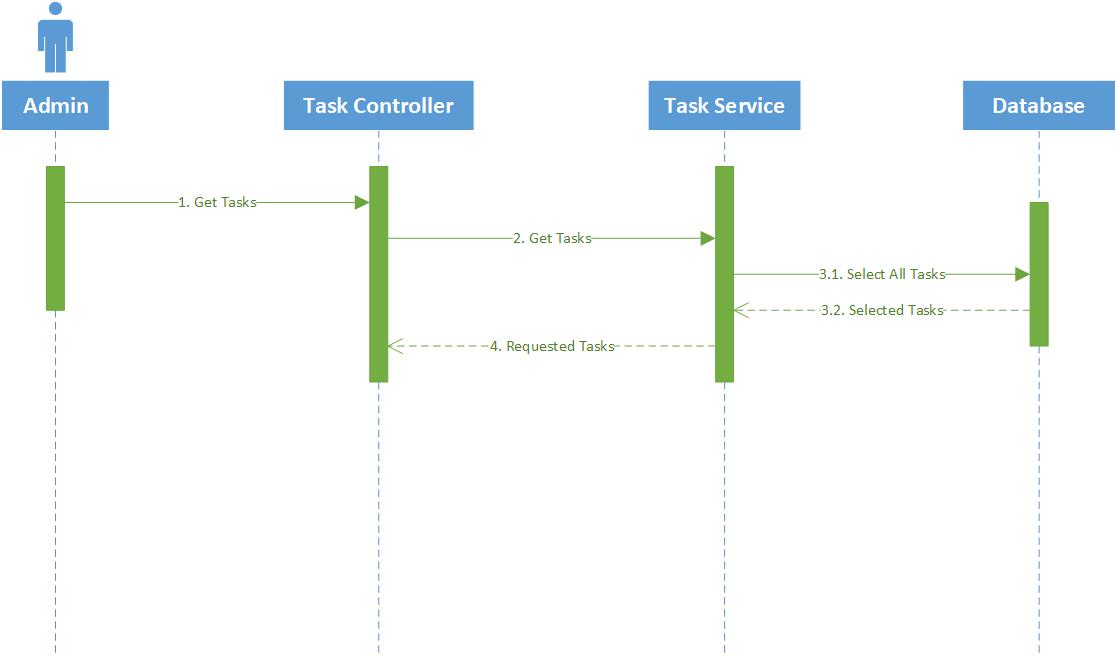 Admin
Task Controller
Task Service
Database
1. Get Tasks
2. Get Tasks
3.1. Select All Tasks
3.2. Selected Tasks
4. Requested Tasks